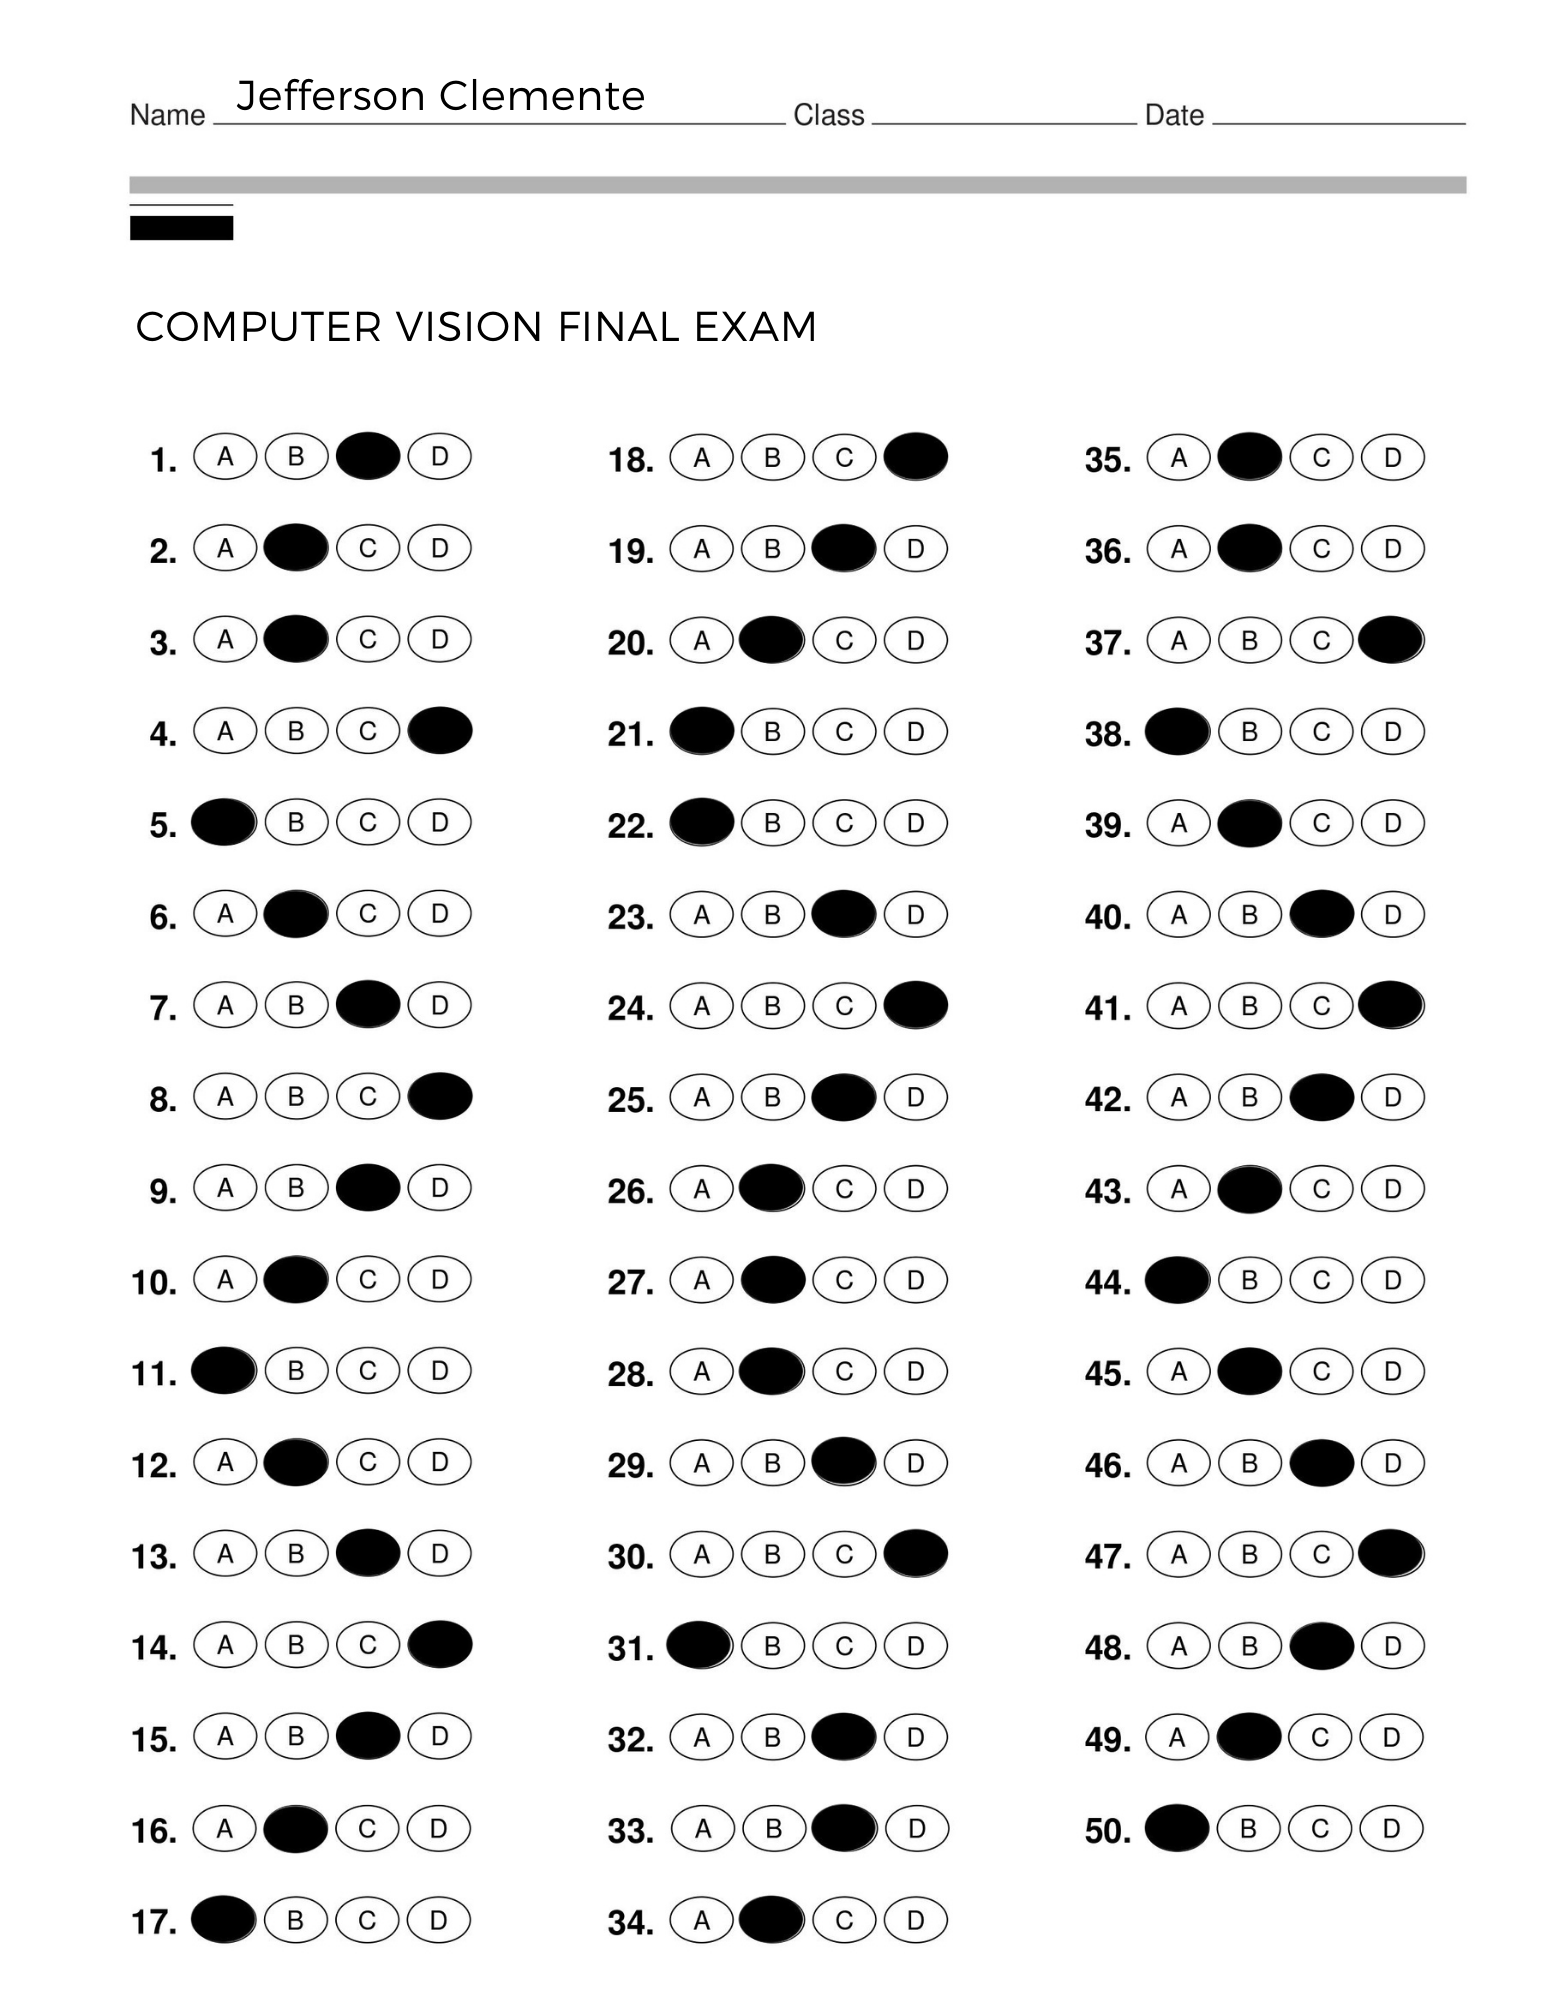 Name Jefferson Clemente Class Date
COMPUTER VISION FINAL EXAM
1. A B D
2. A C D
3. A C D
4. A B C
5. B C D
6. A C D
7. A B D
8. A B C
9. A B D
10. A C D
11. B C D
12. A C D
13. A B D
14. A B C
15. A B D
16. A C D
17. B C D
18. A B C
19. A B D
20. A C D
21. B C D
22. B C D
23. A B D
24. A B C
25. A B D
26. A C D
27. A C D
28. A C D
29. A B D
30. A B C
31. B C D
32. A B D
33. A B D
34. A C D
35. A C D
36. A C D
37. A B C
38. B C D
39. A C D
40. A B D
41. A B C
42. A B D
43. A C D
44. B C D
45. A C D
46. A B D
47. A B C
48. A B D
49. A C D
50. B C D